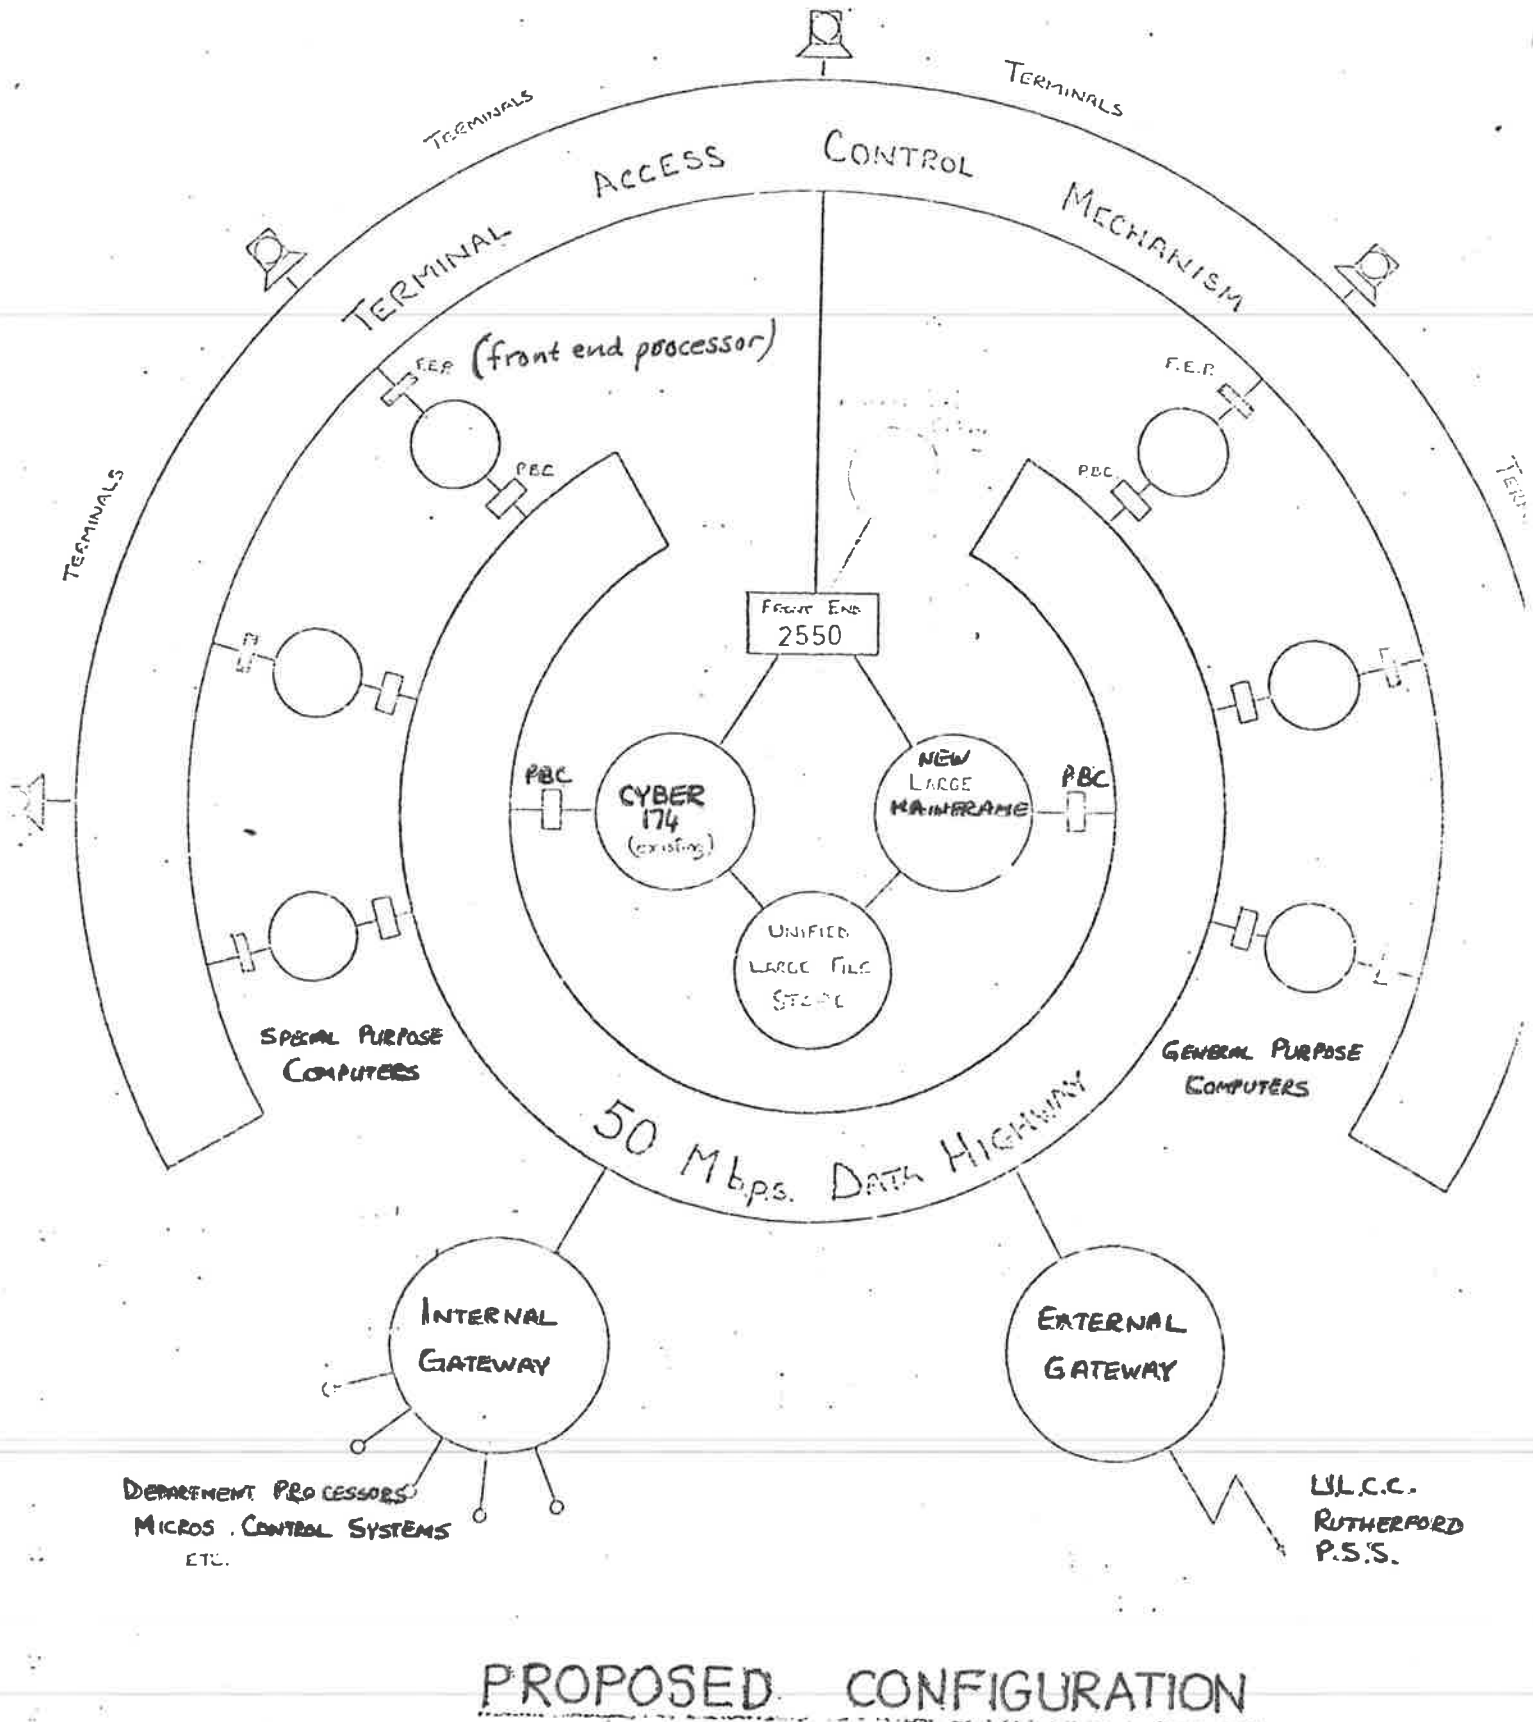 TERMINALS
TERMINALS
TERMINALS
TERMINAL ACCESS CONTROL MECHANISM
F.E.P. (front end processor)
F.E.P.
PBC
PBC
FRONT END
2550
PBC
CYBER
174
(existing)
NEW
LARGE
MAINFRAME
PBC
UNIFIED
LARGE FILE
STORE
SPECIAL PURPOSE
COMPUTERS
GENERAL PURPOSE
COMPUTERS
50 Mbps. DATA HIGHWAY
INTERNAL
GATEWAY
EXTERNAL
GATEWAY
DEPARTMENT PROCESSORS
MICROS. CONTROL SYSTEMS
ETC.
U.L.C.C.
RUTHERFORD
P.S.S.
PROPOSED CONFIGURATION